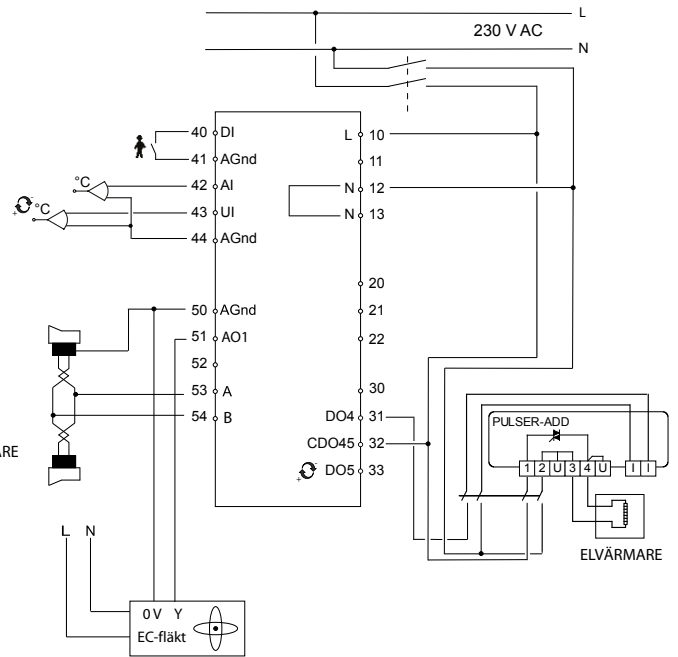 L
230 V AC
N
40 DI
L 10
41 AGnd
11
°C
42 AI
N 12
°C
43 UI
N 13
44 AGnd
20
50 AGnd
21
51 AO1
22
52
53 A
30
54 B
DO4 31
PULSER-ADD
ARE
CDO45 32
1 2 U 3 4 U I I
DO5 33
L N
ELVÄRMARE
0 V Y
EC-fläkt